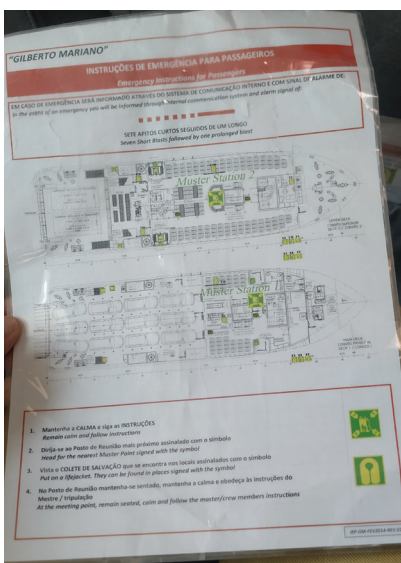 "GILBERTO MARIANO"
INSTRUÇÕES DE EMERGÊNCIA PARA PASSAGEIROS
Emergency Instructions for Passengers
EM CASO DE EMERGÊNCIA SERÁ INFORMADO ATRAVÉS DO SISTEMA DE COMUNICAÇÃO INTERNO E COM SINAL DE ALARME DE:
In the event of an emergency you will be informed through internal communication system and alarm signal of:
SETE APITOS CURTOS SEGUIDOS DE UM LONGO
Seven Short Blasts followed by one prolonged blast
Muster Station 2
Muster Station 1
1. Mantenha a CALMA e siga as INSTRUÇÕES
Remain calm and follow instructions
2. Dirija-se ao Posto de Reunião mais próximo assinalado com o símbolo
Head for the nearest Muster Point signed with the symbol
3. Vista o COLETE DE SALVAÇÃO que se encontra nos locais assinalados com o símbolo
Put on a lifejacket. They can be found in places signed with the symbol
4. No Posto de Reunião mantenha-se sentado, mantenha a calma e obedeça às instruções do
Mestre / tripulação
At the meeting point, remain seated, calm and follow the master/crew members instructions